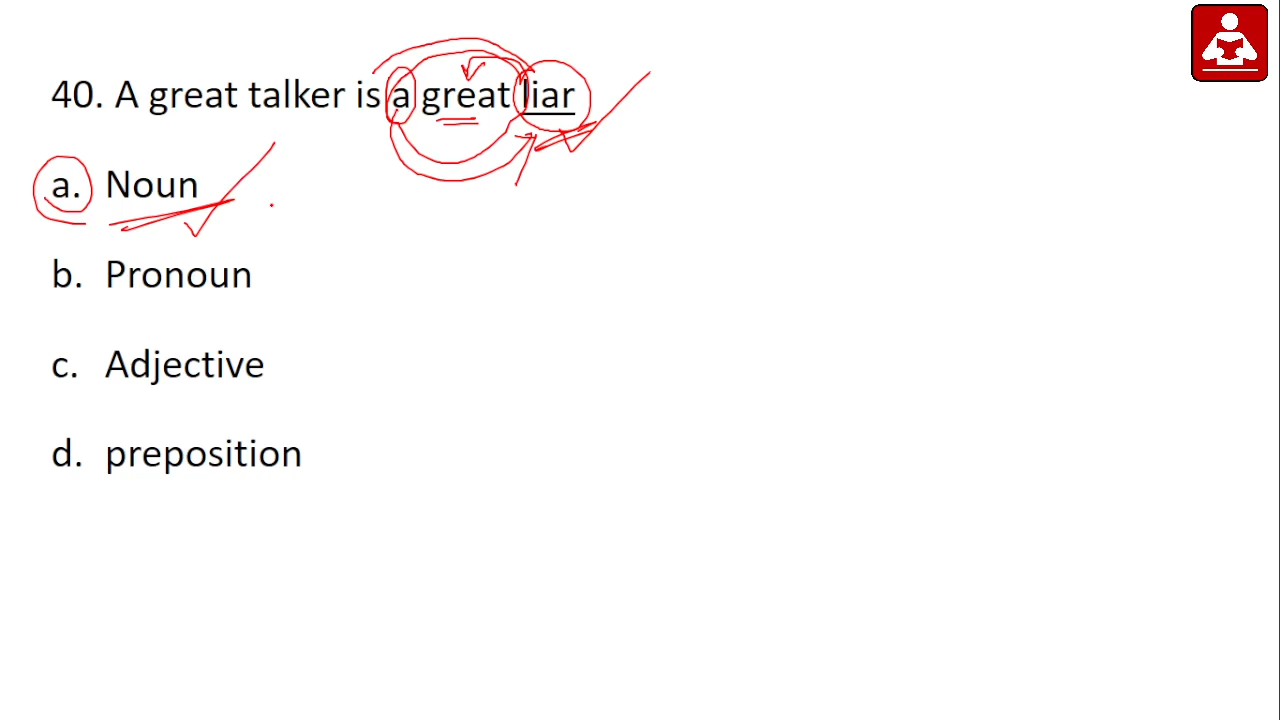 40. A great talker is a great liar
a. Noun
b. Pronoun
c. Adjective
d. preposition